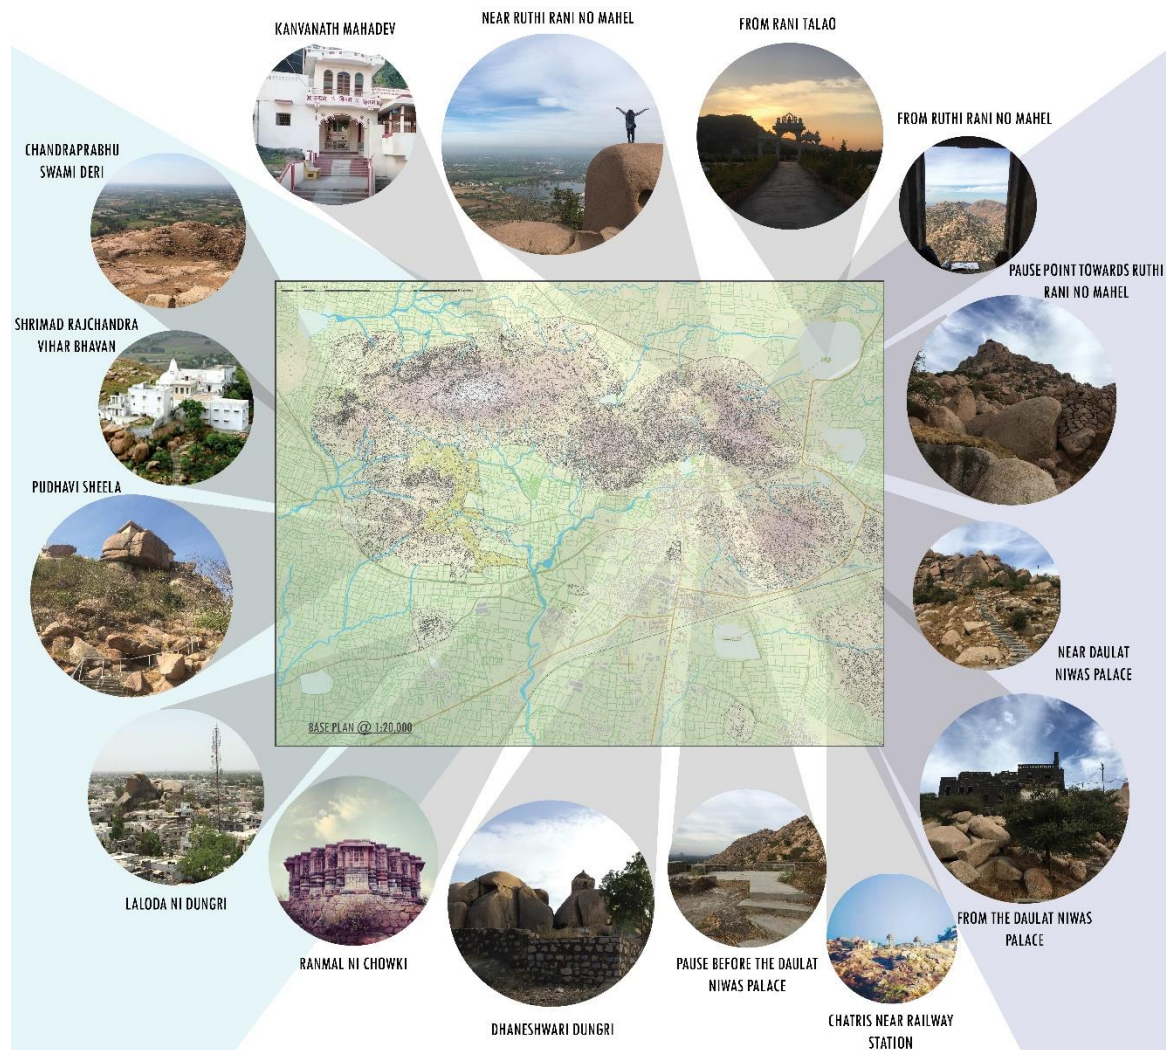 KANVANATH MAHADEV
NEAR RUTHI RANI NO MAHEL
FROM RANI TALAO
FROM RUTHI RANI NO MAHEL
CHANDRAPRABHU
SWAMI DERI
PAUSE POINT TOWARDS RUTHI
RANI NO MAHEL
SHRIMAD RAJCHANDRA
VIHAR BHAVAN
PUDHAVI SHEELA
NEAR DAULAT
NIWAS PALACE
BASE PLAN @ 1:20,000
LALODA NI DUNGRI
RANMAL NI CHOWKI
DHANESHWARI DUNGRI
PAUSE BEFORE THE DAULAT
NIWAS PALACE
FROM THE DAULAT NIWAS
PALACE
CHATRIS NEAR RAILWAY
STATION